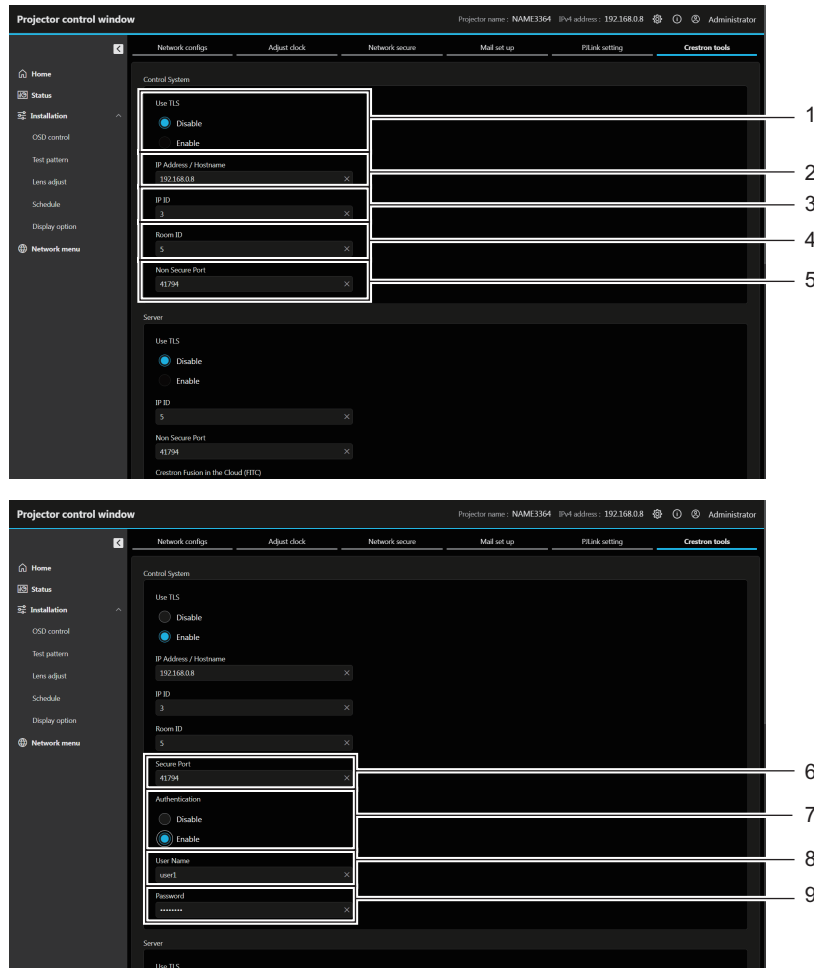 Projector control window
Projector name : NAME3364 IPv4 address : 192.168.0.8 Administrator
Network configs Adjust clock Network secure Mail set up PJLink setting Crestron tools
Home
Status
Installation
OSD control
Test pattern
Lens adjust
Schedule
Display option
Network menu
Control System
Use TLS
Disable
Enable
1
IP Address / Hostname
192.168.0.8 ×
2
IP ID
3 ×
3
Room ID
5 ×
4
Non Secure Port
41794 ×
5
Server
Use TLS
Disable
Enable
IP ID
5 ×
Non Secure Port
41794 ×
Crestron Fusion in the Cloud (FITC)
Projector control window
Projector name : NAME3364 IPv4 address : 192.168.0.8 Administrator
Network configs Adjust clock Network secure Mail set up PJLink setting Crestron tools
Home
Status
Installation
OSD control
Test pattern
Lens adjust
Schedule
Display option
Network menu
Control System
Use TLS
Disable
Enable
IP Address / Hostname
192.168.0.8 ×
IP ID
3 ×
Room ID
5 ×
Secure Port
41794 ×
6
Authentication
Disable
Enable
7
User Name
user1 ×
8
Password
•••••••• ×
9
Server
Use TLS